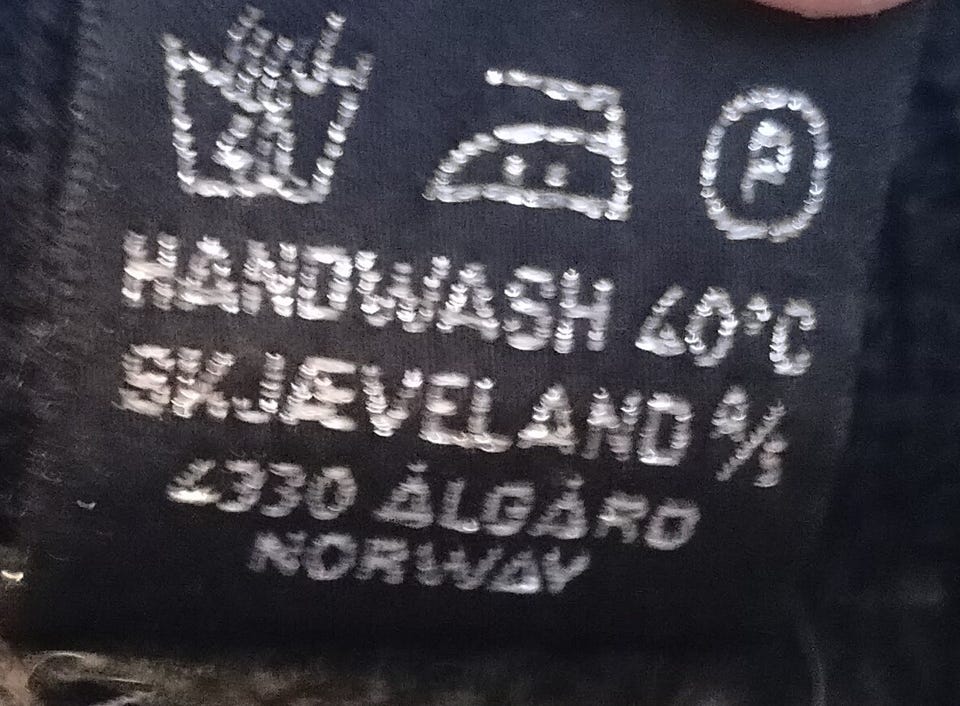 P
HANDWASH 40°C
SKJÆVELAND A/S
4330 ÅLGÅRD
NORWAY